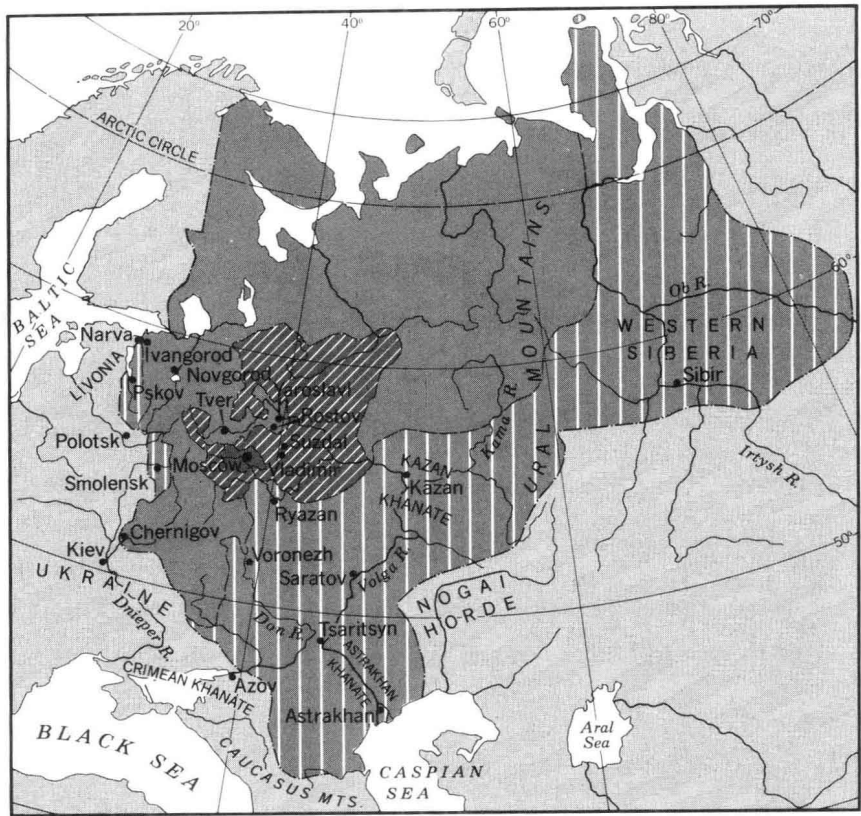 20°
40°
60°
80°
70°
ARCTIC CIRCLE
60°
BALTIC
SEA
Narva
Ivangorod
LIVONIA
Novgorod
Pskov
Yaroslavl
Tver
Rostov
Suzdal
Polotsk
Moscow
Vladimir
Smolensk
Ryazan
KAZAN
Kazan
KHANATE
Kama R.
URAL MOUNTAINS
Ob R.
WESTERN
SIBERIA
Sibir
Irtysh R.
50°
Chernigov
Kiev
Voronezh
UKRAINE
Saratov
Volga R.
NOGAI
HORDE
Dnieper R.
Don R.
Tsaritsyn
ASTRAKHAN
KHANATE
CRIMEAN KHANATE
Azov
Astrakhan
BLACK SEA
CAUCASUS MTS.
CASPIAN
SEA
Aral
Sea